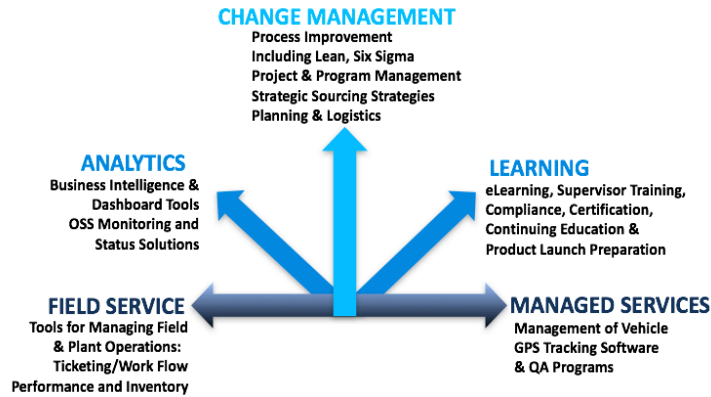 CHANGE MANAGEMENT
Process Improvement
Including Lean, Six Sigma
Project & Program Management
Strategic Sourcing Strategies
Planning & Logistics
ANALYTICS
Business Intelligence &
Dashboard Tools
OSS Monitoring and
Status Solutions
LEARNING
eLearning, Supervisor Training,
Compliance, Certification,
Continuing Education &
Product Launch Preparation
FIELD SERVICE
Tools for Managing Field
& Plant Operations:
Ticketing/Work Flow
Performance and Inventory
MANAGED SERVICES
Management of Vehicle
GPS Tracking Software
& QA Programs